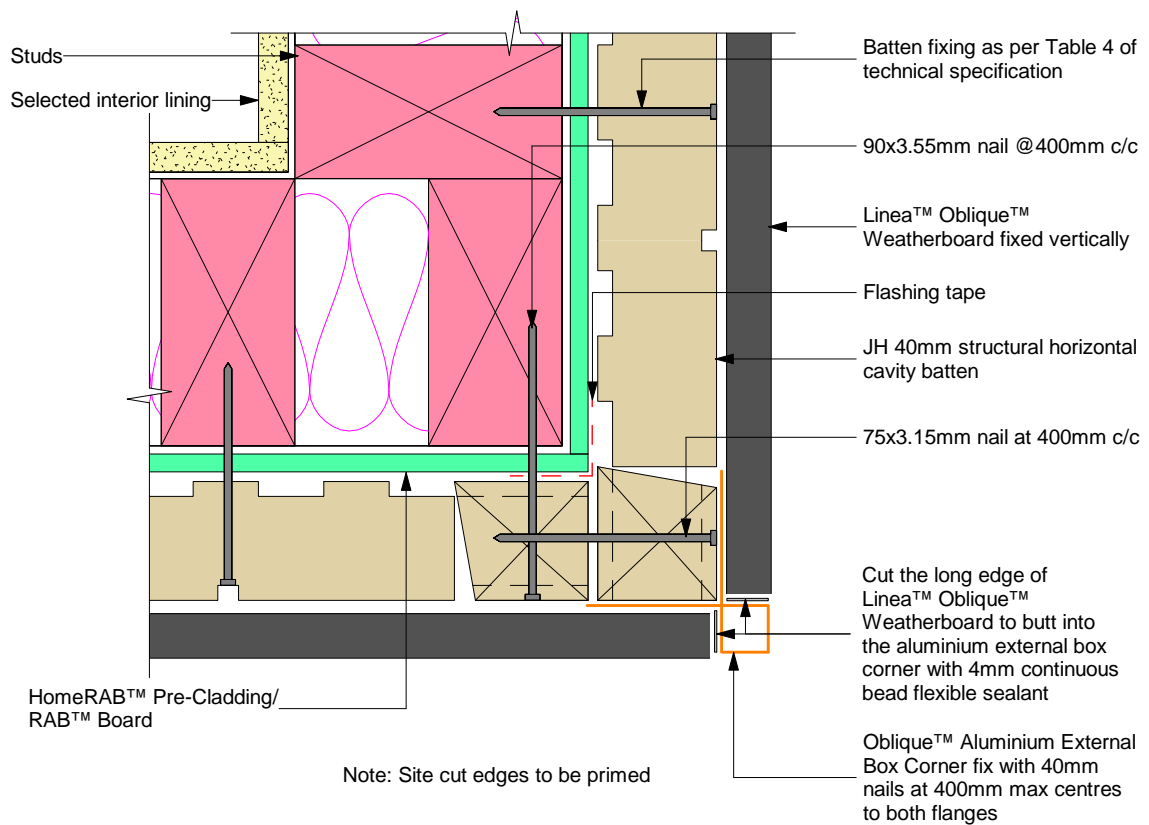 Studs
Selected interior lining
Batten fixing as per Table 4 of
technical specification
90x3.55mm nail @400mm c/c
Linea™ Oblique™
Weatherboard fixed vertically
Flashing tape
JH 40mm structural horizontal
cavity batten
75x3.15mm nail at 400mm c/c
Cut the long edge of
Linea™ Oblique™
Weatherboard to butt into
the aluminium external box
corner with 4mm continuous
bead flexible sealant
HomeRAB™ Pre-Cladding/
RAB™ Board
Oblique™ Aluminium External
Box Corner fix with 40mm
nails at 400mm max centres
to both flanges
Note: Site cut edges to be primed